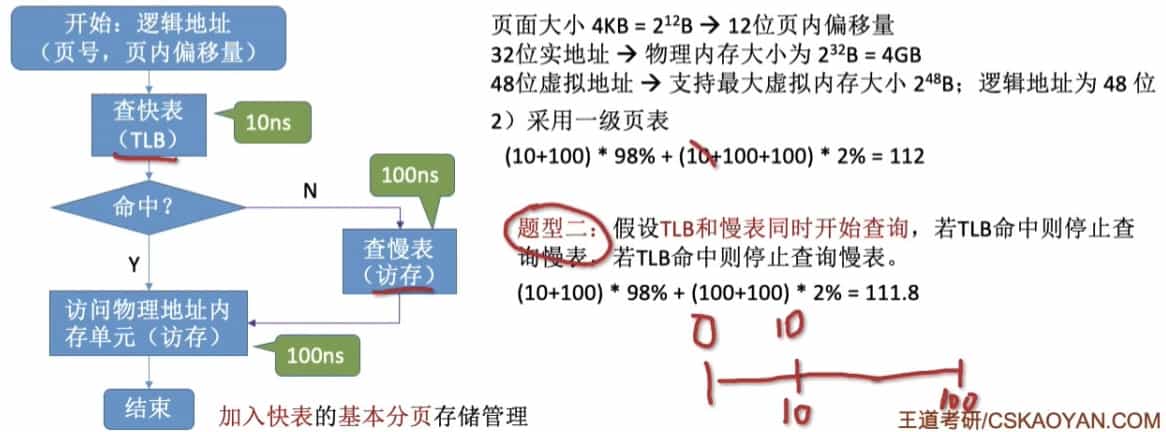 开始：逻辑地址
（页号，页内偏移量）
查快表
（TLB）
10ns
命中？
N
100ns
查慢表
（访存）
Y
访问物理地址内
存单元（访存）
100ns
结束
加入快表的基本分页存储管理
页面大小 4KB = 2¹²B → 12位页内偏移量
32位实地址 → 物理内存大小为 2³²B = 4GB
48位虚拟地址 → 支持最大虚拟内存大小 2⁴⁸B；逻辑地址为 48 位
2）采用一级页表
(10+100) * 98% + (10+100+100) * 2% = 112
题型二：假设TLB和慢表同时开始查询，若TLB命中则停止查
询慢表，若TLB命中则停止查询慢表。
(10+100) * 98% + (100+100) * 2% = 111.8
0 10
10 100
王道考研/CSKAOYAN.COM